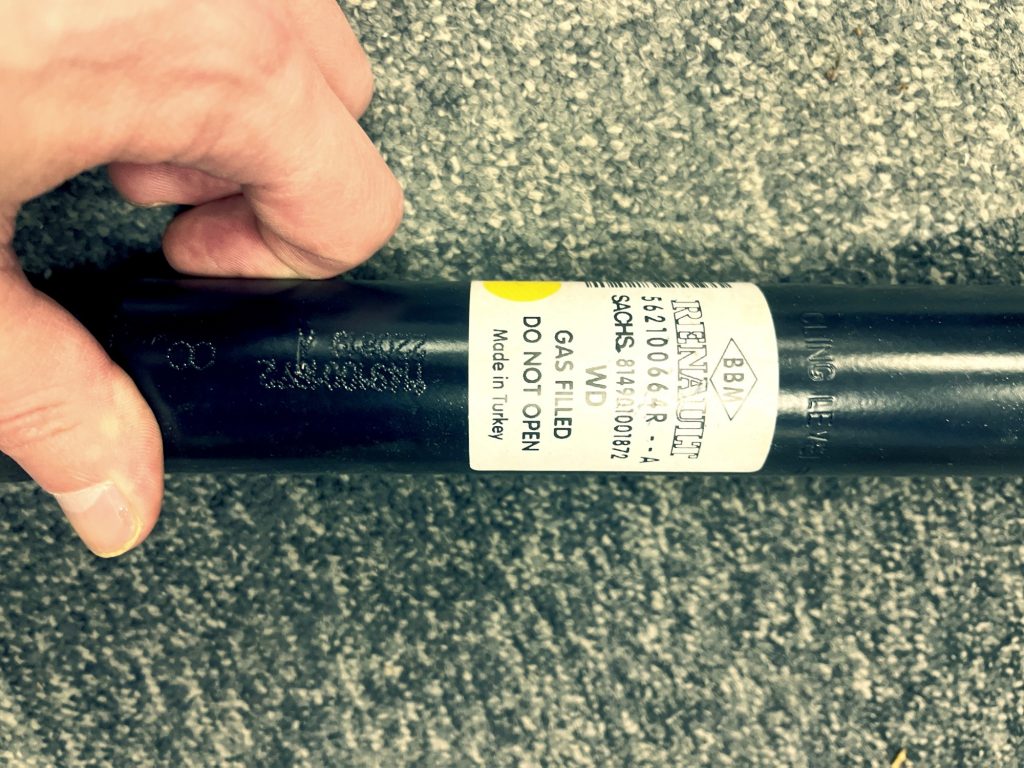 BBM
RENAULT
562100664R--A
SACHS 814901001872
WD
GAS FILLED
DO NOT OPEN
Made in Turkey